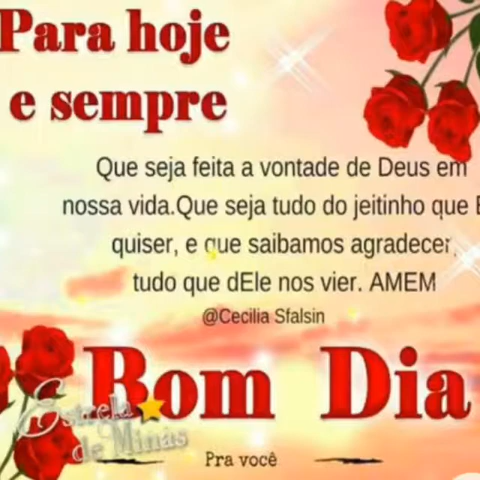 Para hoje
e sempre
Que seja feita a vontade de Deus em
nossa vida.Que seja tudo do jeitinho que
quiser, e que saibamos agradecer,
tudo que dEle nos vier. AMEM
@Cecilia Sfalsin
Bom Dia
Estrela
de Minas
Pra você